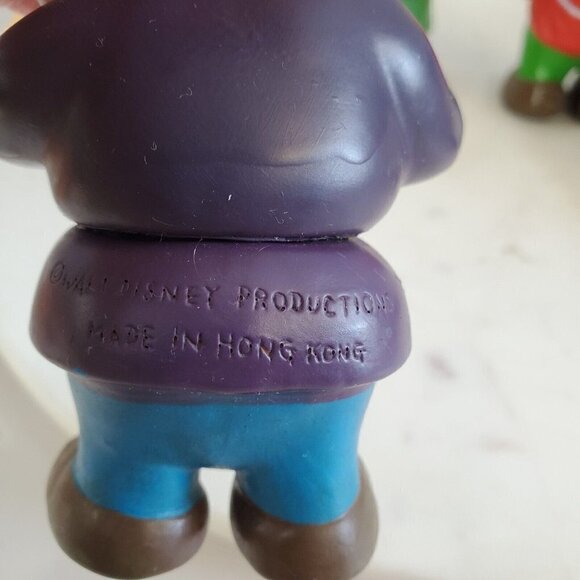 ©WALT DISNEY PRODUCTIONS
MADE IN HONG KONG